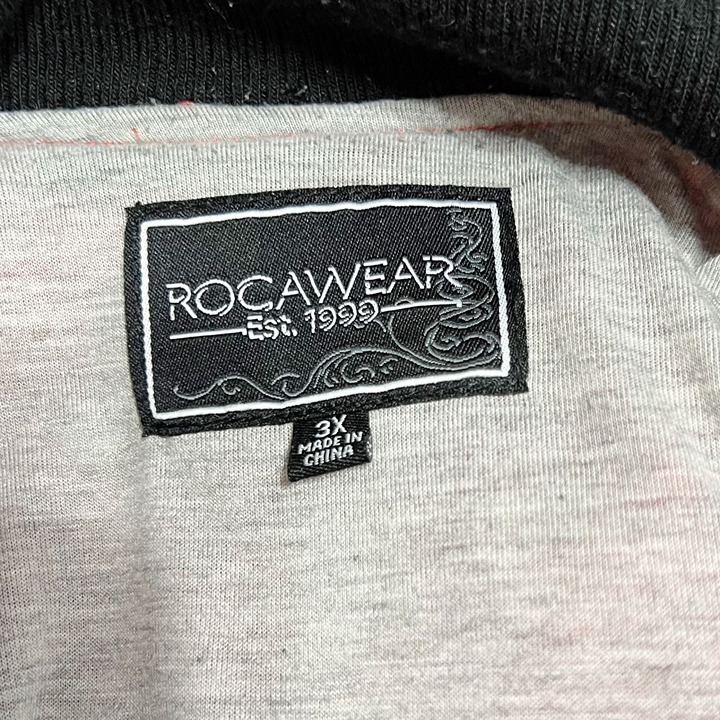 ROCAWEAR
Est. 1999
3X
MADE IN
CHINA